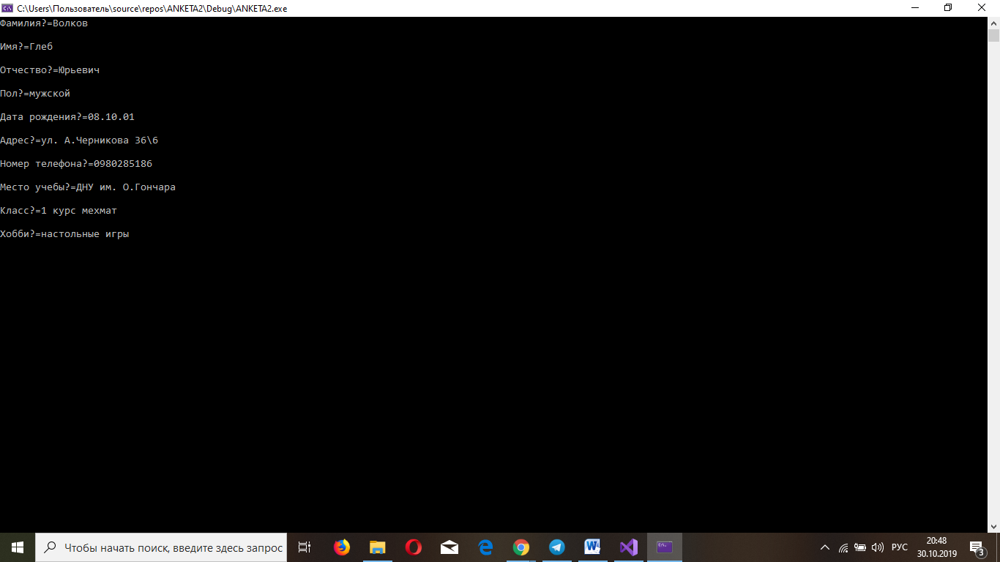 C:\Users\Пользователь\source\repos\ANKETA2\Debug\ANKETA2.exe
Фамилия?=Волков
Имя?=Глеб
Отчество?=Юрьевич
Пол?=мужской
Дата рождения?=08.10.01
Адрес?=ул. А.Черникова 36\6
Номер телефона?=0980285186
Место учебы?=ДНУ им. О.Гончара
Класс?=1 курс мехмат
Хобби?=настольные игры
Чтобы начать поиск, введите здесь запрос
РУС
20:48
30.10.2019
3